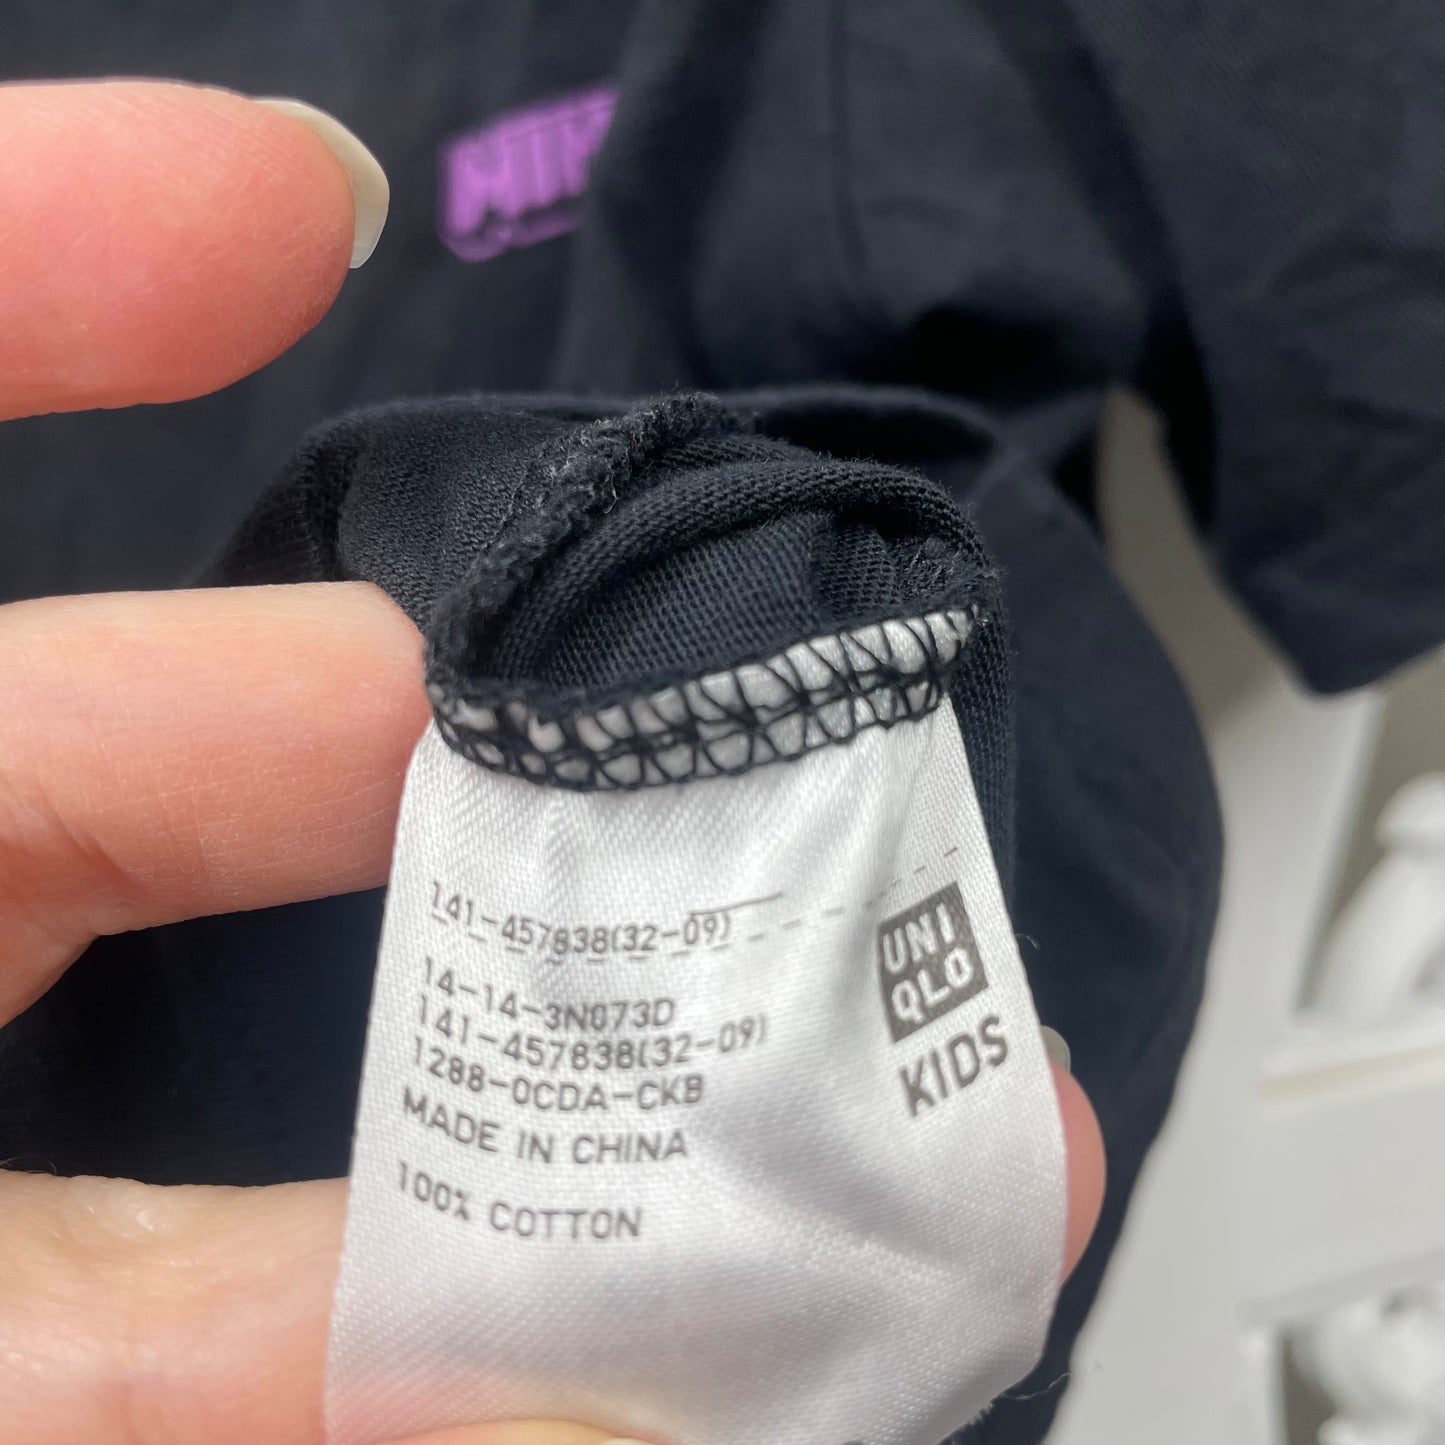 141-457838(32-09)
14-14-3N073D
141-457838(32-09)
1288-0CDA-CKB
MADE IN CHINA
100% COTTON
UNI
QLO
KIDS